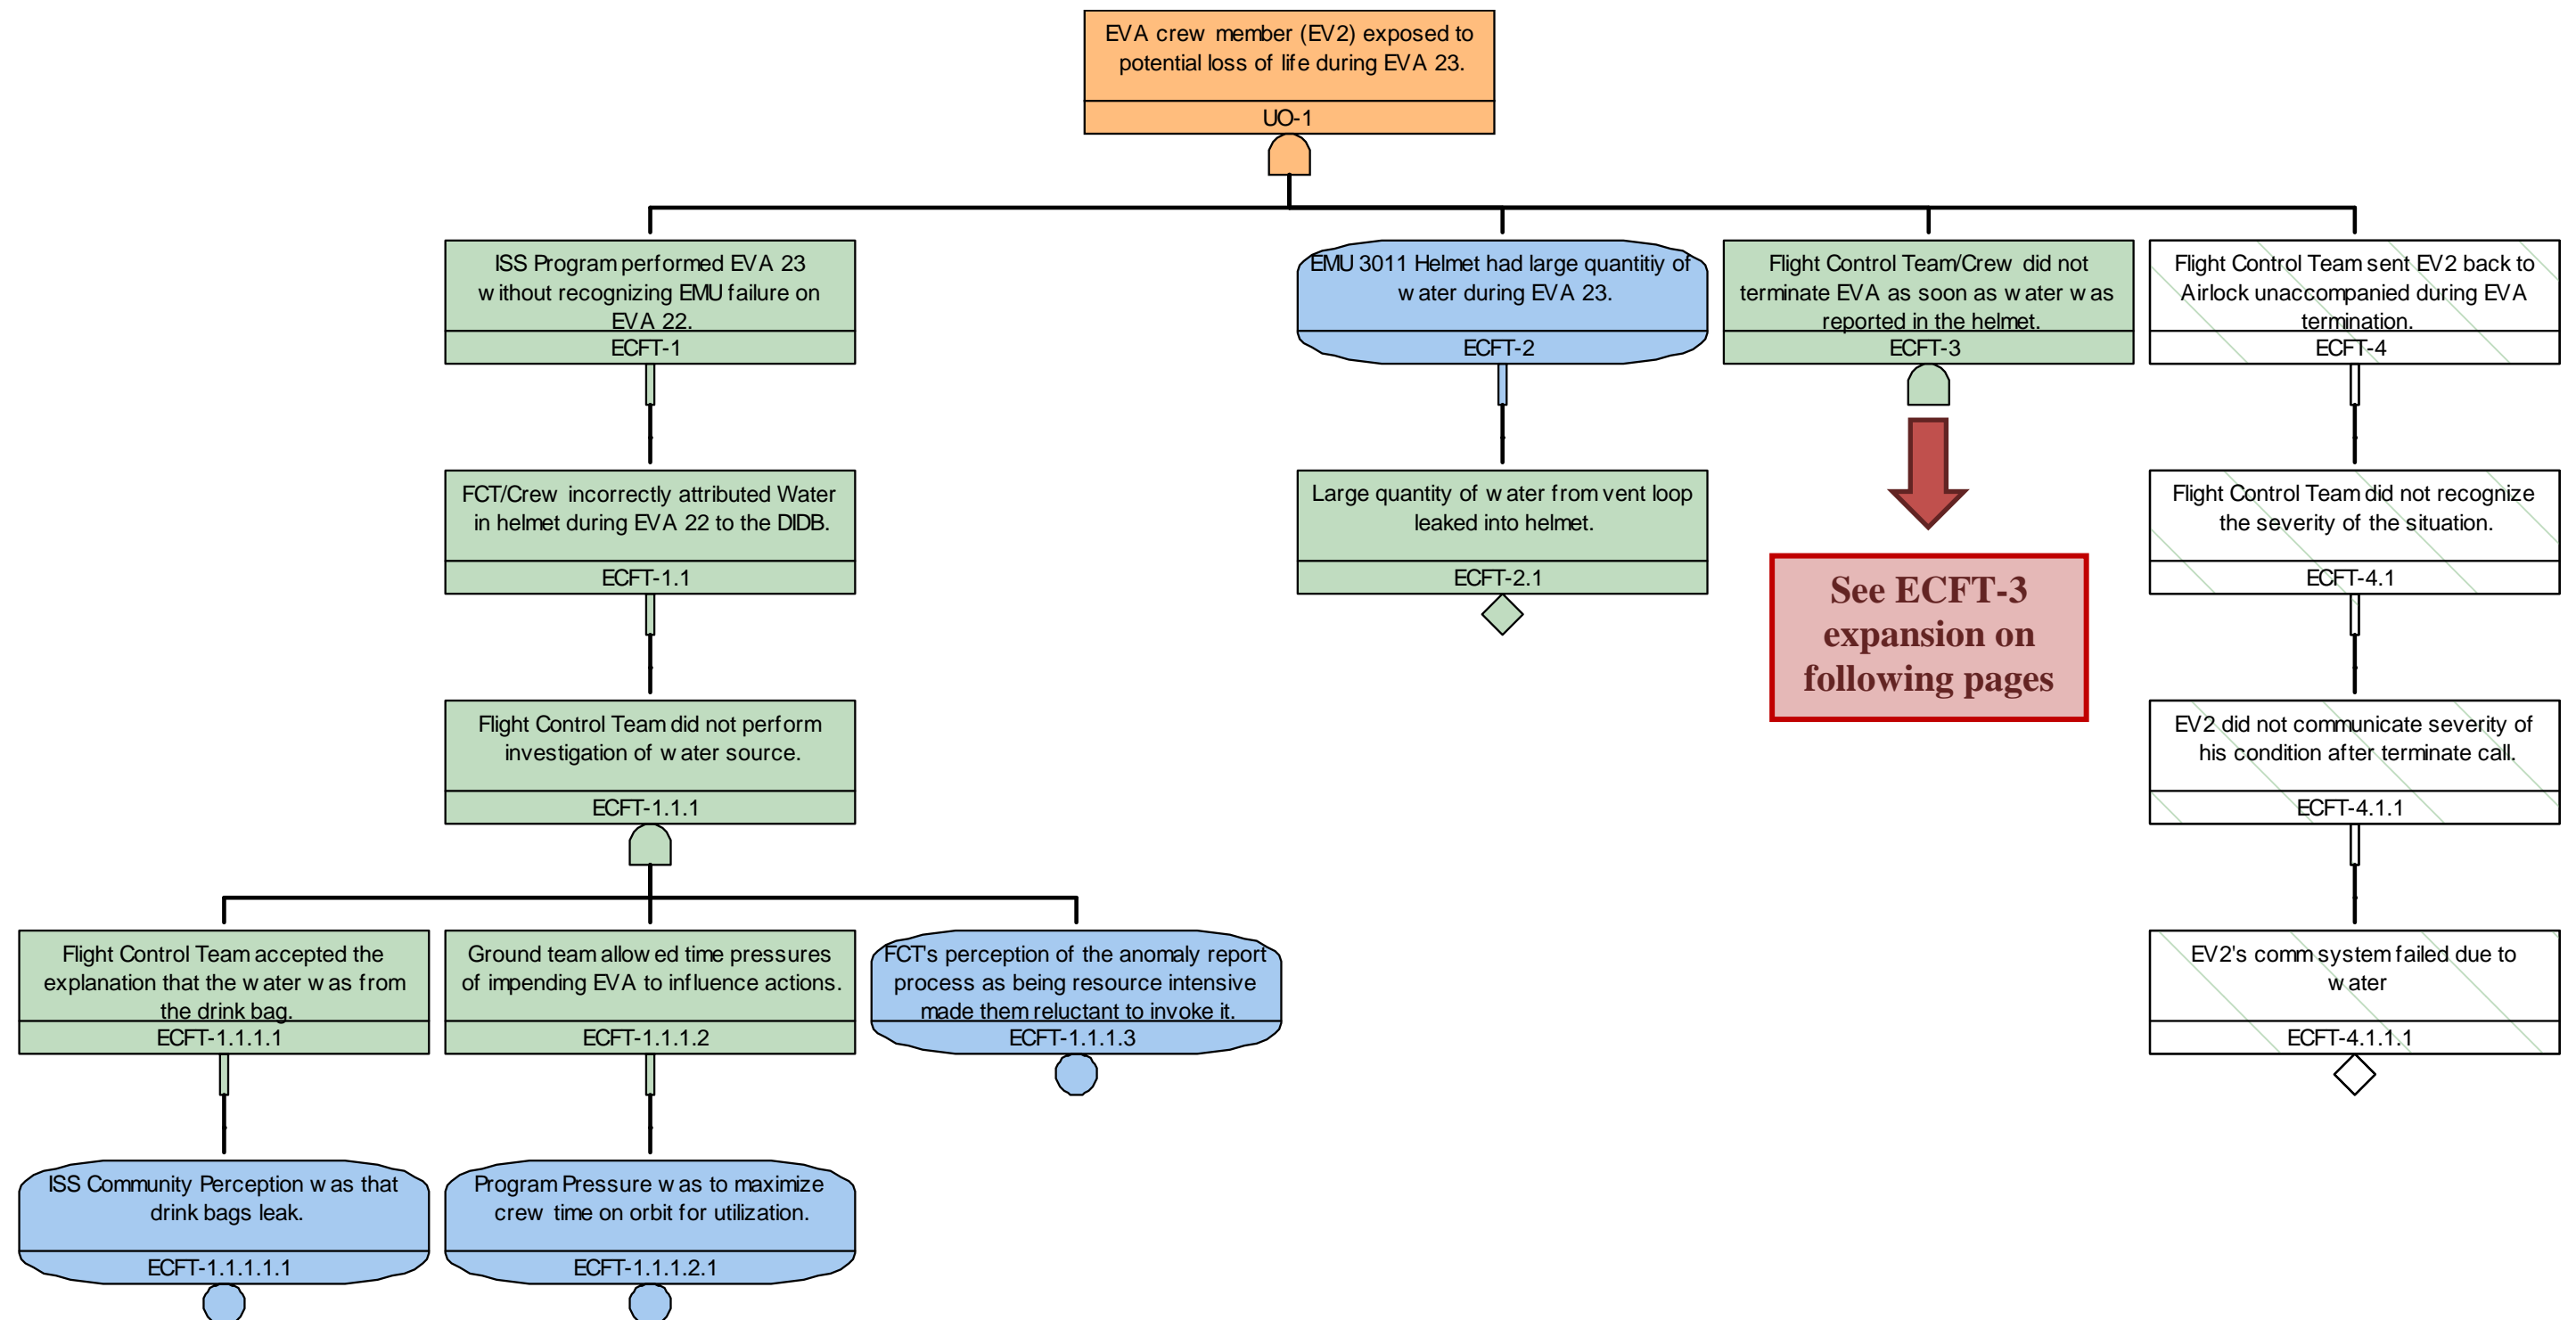 EVA crew member (EV2) exposed to
potential loss of life during EVA 23.
UO-1
ISS Program performed EVA 23
without recognizing EMU failure on
EVA 22.
ECFT-1
EMU 3011 Helmet had large quantitiy of
water during EVA 23.
ECFT-2
Flight Control Team/Crew did not
terminate EVA as soon as water was
reported in the helmet.
ECFT-3
Flight Control Team sent EV2 back to
Airlock unaccompanied during EVA
termination.
ECFT-4
FCT/Crew incorrectly attributed Water
in helmet during EVA 22 to the DIDB.
ECFT-1.1
Large quantity of water from vent loop
leaked into helmet.
ECFT-2.1
See ECFT-3
expansion on
following pages
Flight Control Team did not recognize
the severity of the situation.
ECFT-4.1
Flight Control Team did not perform
investigation of water source.
ECFT-1.1.1
EV2 did not communicate severity of
his condition after terminate call.
ECFT-4.1.1
Flight Control Team accepted the
explanation that the water was from
the drink bag.
ECFT-1.1.1.1
Ground team allowed time pressures
of impending EVA to influence actions.
ECFT-1.1.1.2
FCT's perception of the anomaly report
process as being resource intensive
made them reluctant to invoke it.
ECFT-1.1.1.3
EV2's comm system failed due to
water
ECFT-4.1.1.1
ISS Community Perception was that
drink bags leak.
ECFT-1.1.1.1.1
Program Pressure was to maximize
crew time on orbit for utilization.
ECFT-1.1.1.2.1